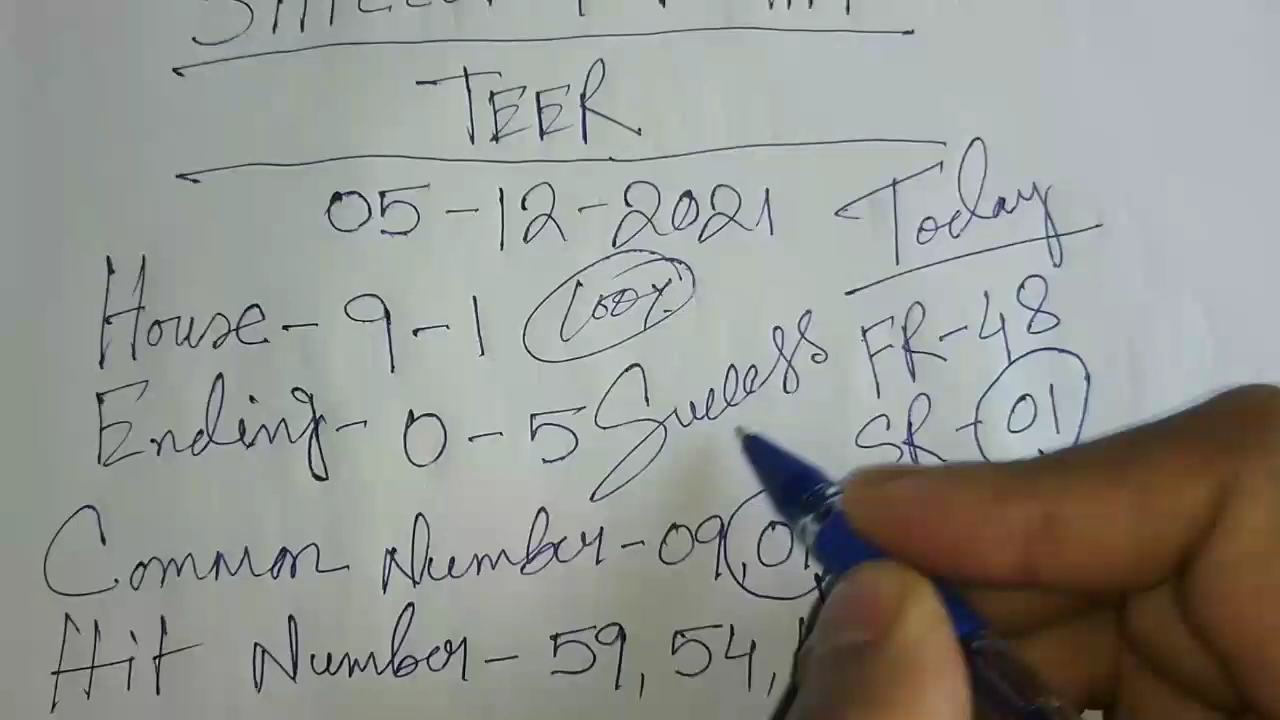 TEER
05-12-2021 Today
House - 9 - 1 100% FR - 48
Ending - 0 - 5 Success SR - 01
Common Number - 09, 01
Hit Number - 59, 54,